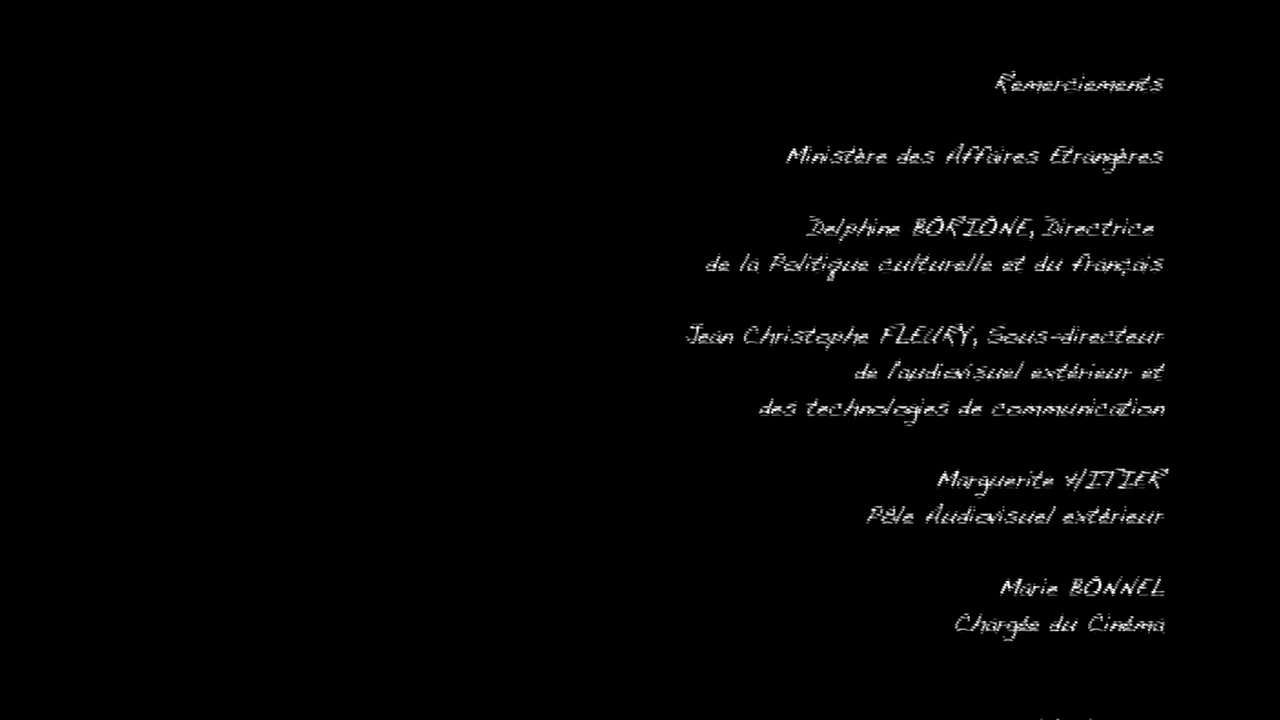 Remerciements
Ministère des Affaires Etrangères
Delphine BORIONE, Directrice
de la Politique culturelle et du français
Jean Christophe FLEURY, Sous-directeur
de l'audiovisuel extérieur et
des technologies de communication
Marguerite HITIER
Pôle Audiovisuel extérieur
Marie BONNEL
Chargée du Cinéma